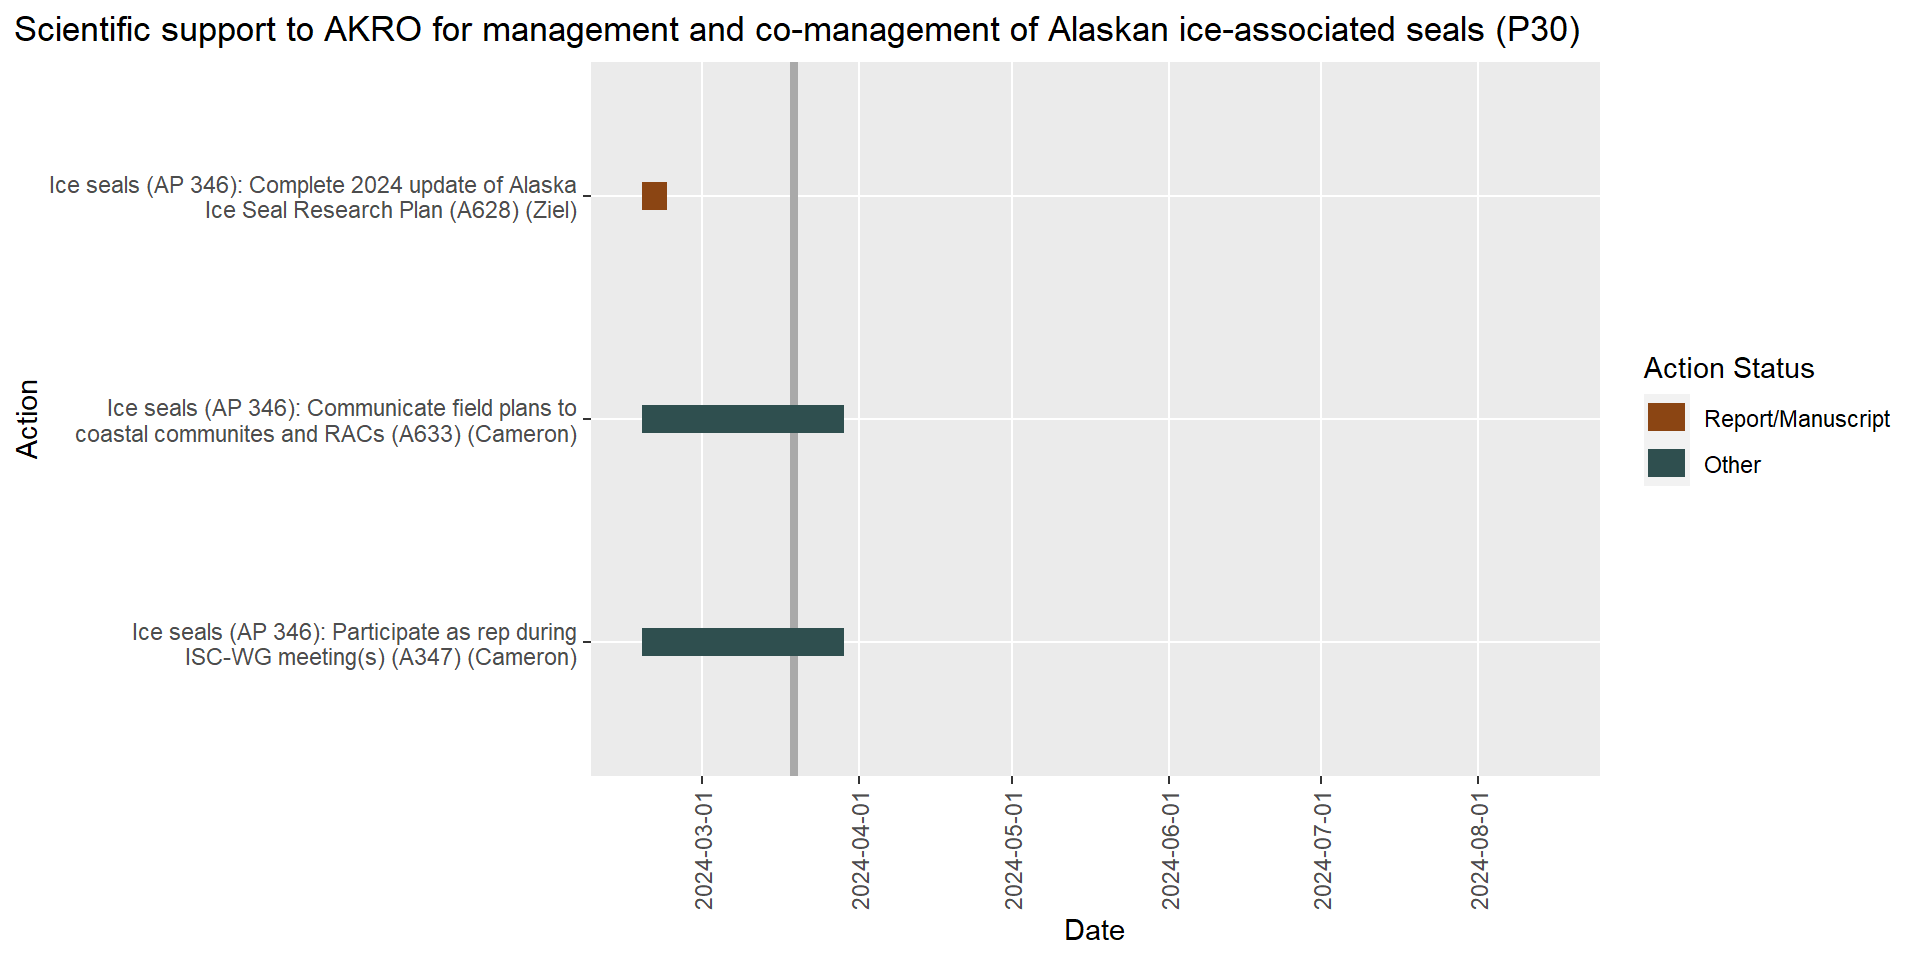 Scientific support to AKRO for management and co-management of Alaskan ice-associated seals (P30)
Ice seals (AP 346): Complete 2024 update of Alaska
Ice Seal Research Plan (A628) (Ziel)
Ice seals (AP 346): Communicate field plans to
coastal communites and RACs (A633) (Cameron)
Ice seals (AP 346): Participate as rep during
ISC-WG meeting(s) (A347) (Cameron)
Action
2024-03-01
2024-04-01
2024-05-01
2024-06-01
2024-07-01
2024-08-01
Date
Action Status
Report/Manuscript
Other